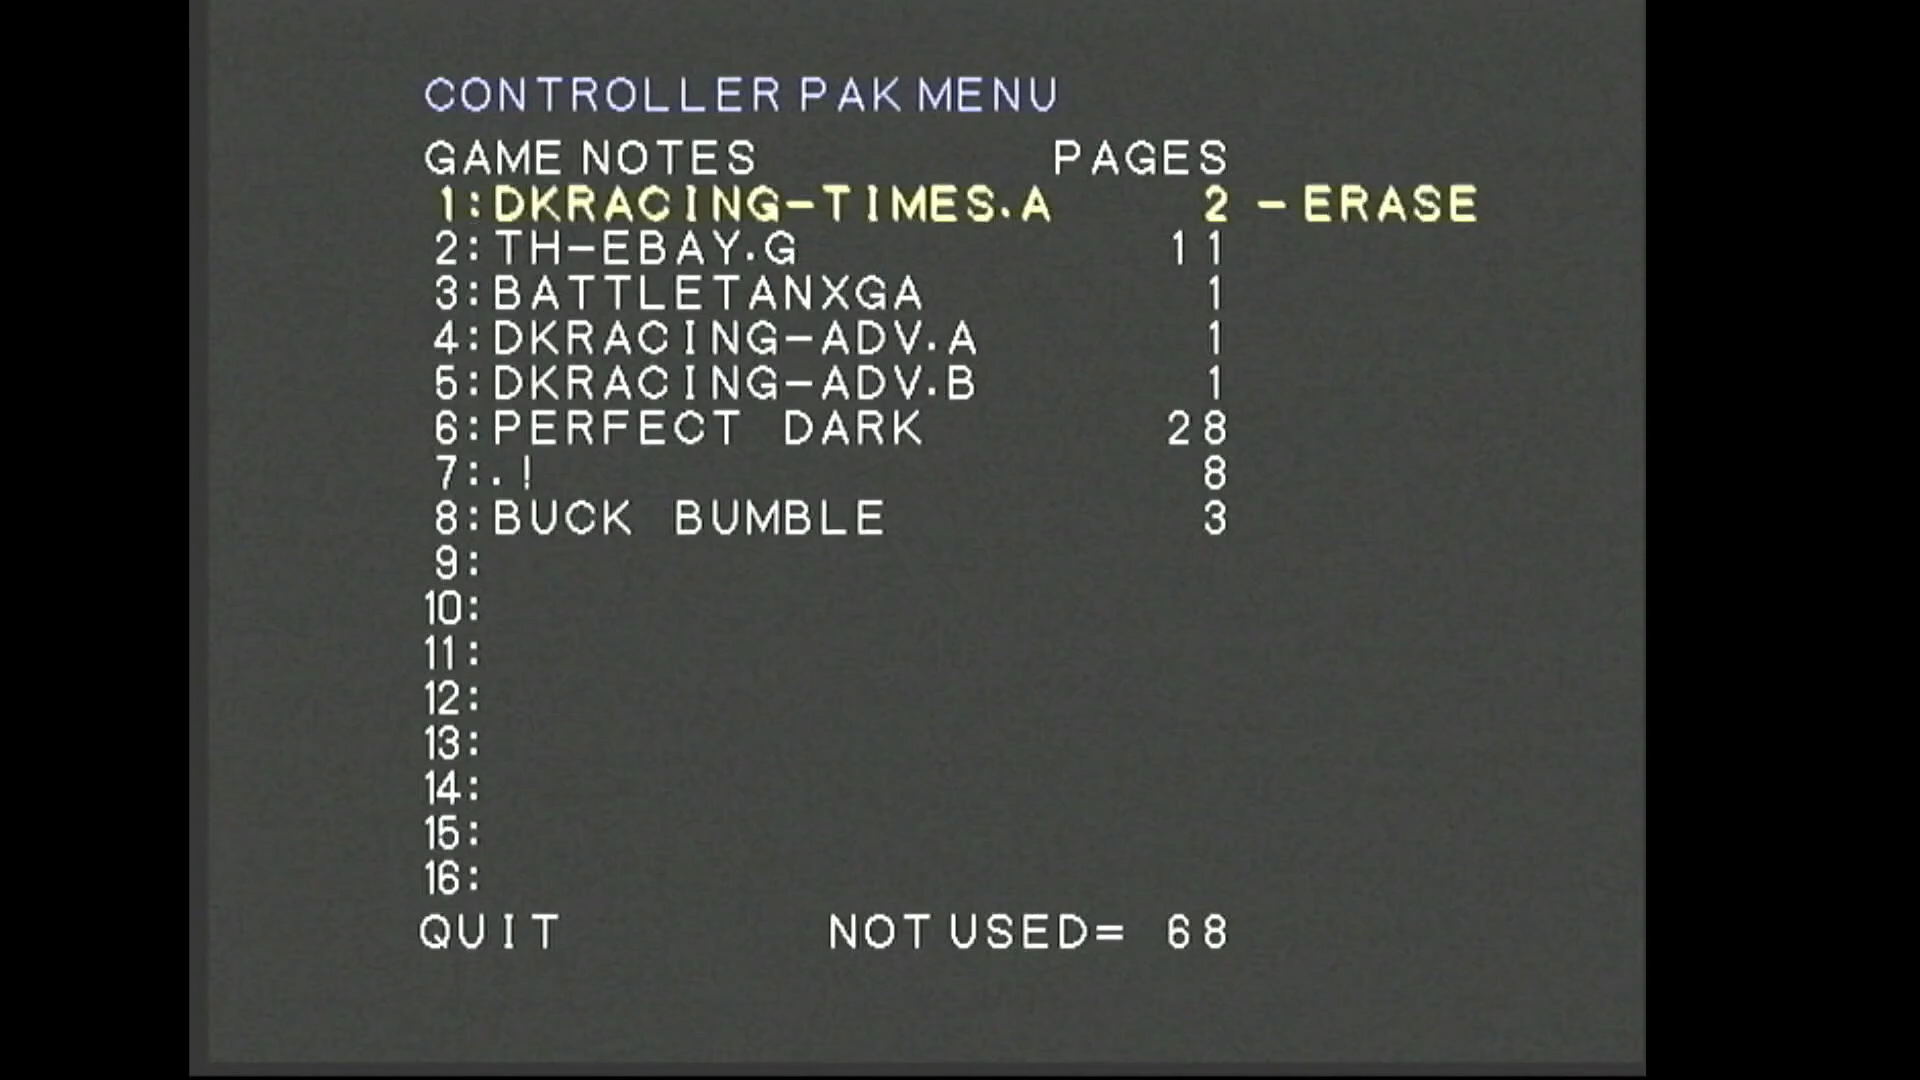 CONTROLLER PAK MENU
GAME NOTES PAGES
1:DKRACING-TIMES.A 2 -ERASE
2:TH-EBAY.G 11
3:BATTLETANXGA 1
4:DKRACING-ADV.A 1
5:DKRACING-ADV.B 1
6:PERFECT DARK 28
7:.! 8
8:BUCK BUMBLE 3
9:
10:
11:
12:
13:
14:
15:
16:
QUIT NOT USED= 68